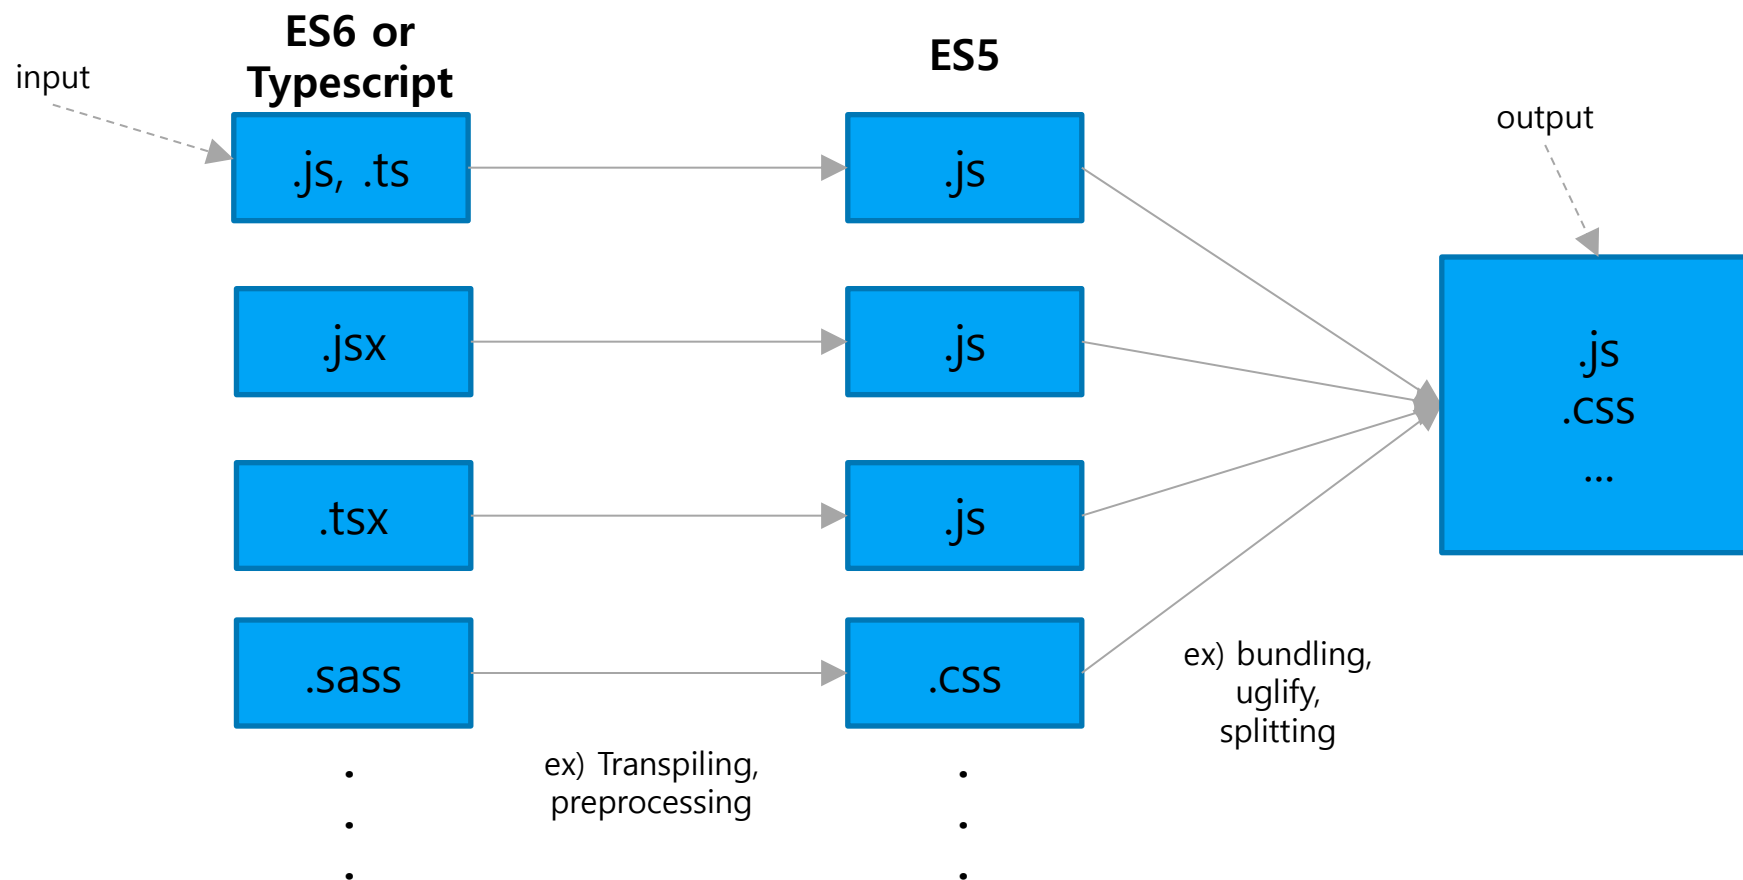 input
ES6 or
Typescript
ES5
output
.js, .ts
.js
.jsx
.js
.tsx
.js
.sass
.css
.js
.css
...
ex) Transpiling,
preprocessing
ex) bundling,
uglify,
splitting
.
.
.
.
.
.